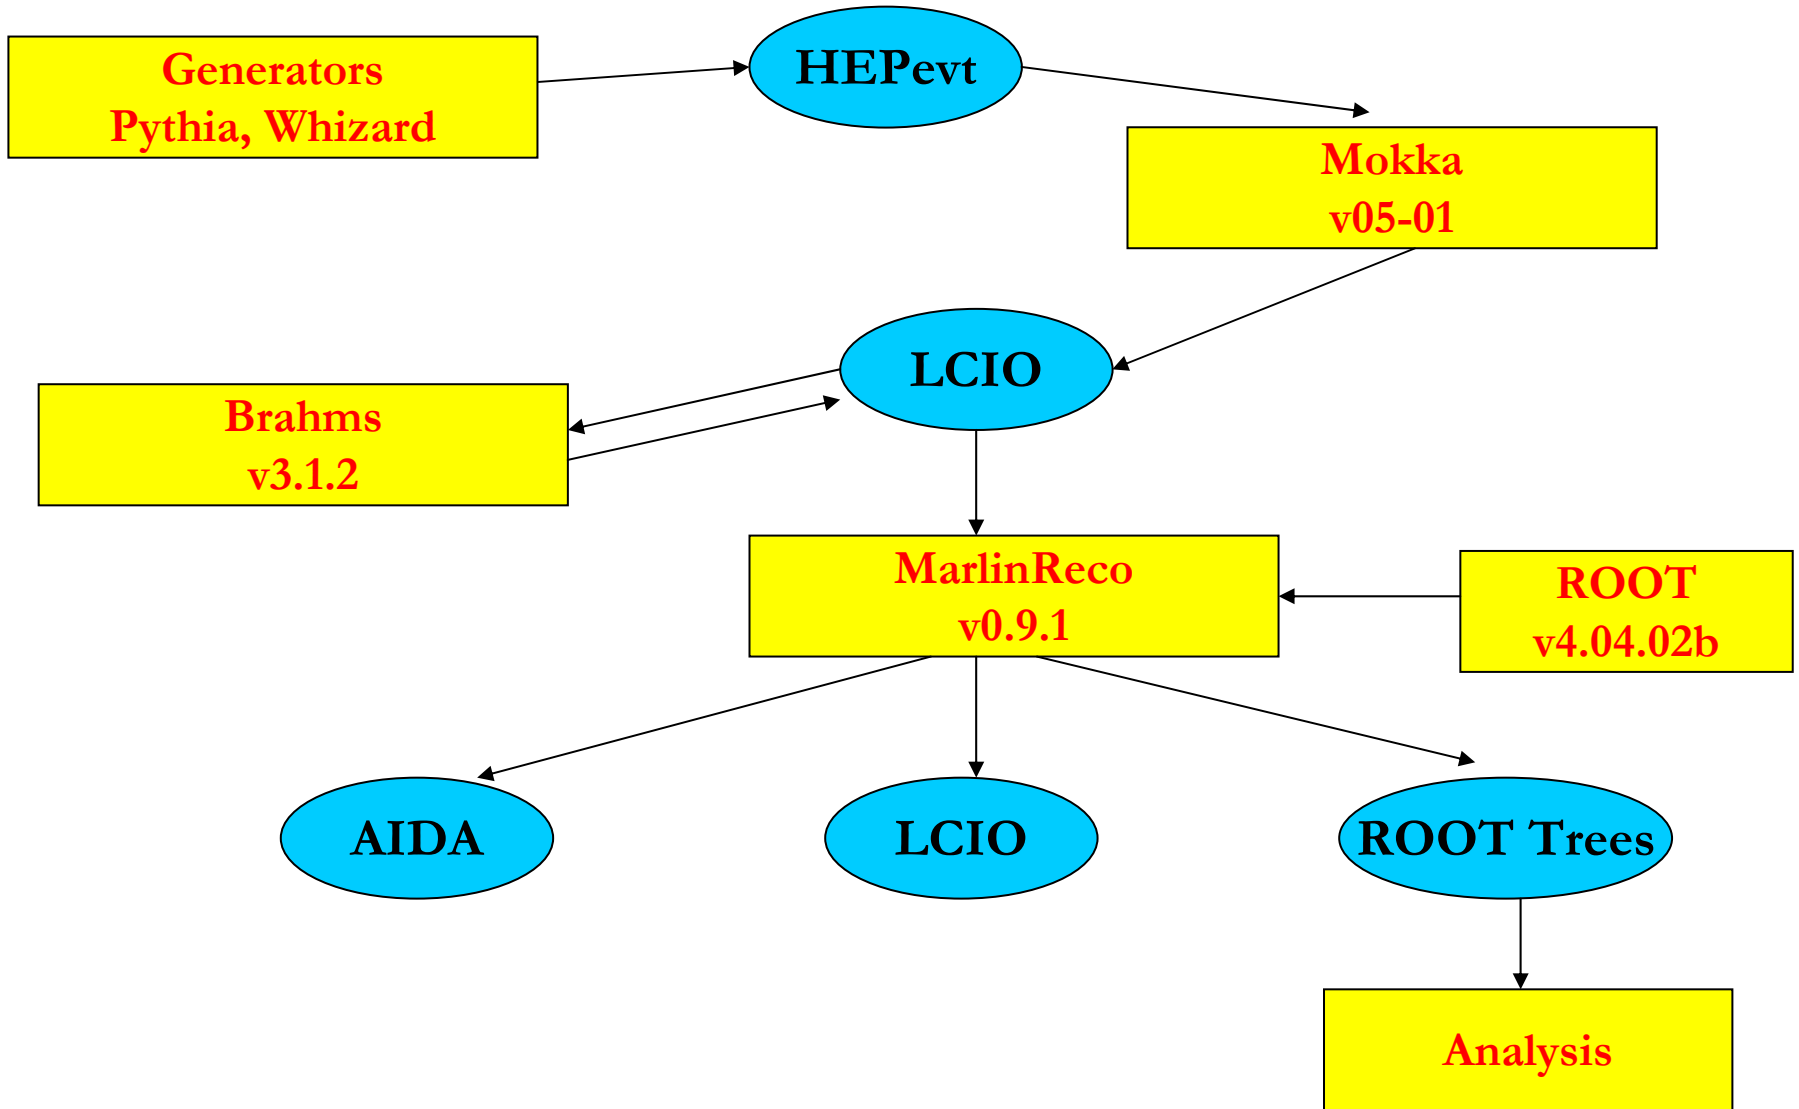 Generators
Pythia, Whizard
HEPevt
Mokka
v05-01
LCIO
Brahms
v3.1.2
MarlinReco
v0.9.1
ROOT
v4.04.02b
AIDA
LCIO
ROOT Trees
Analysis